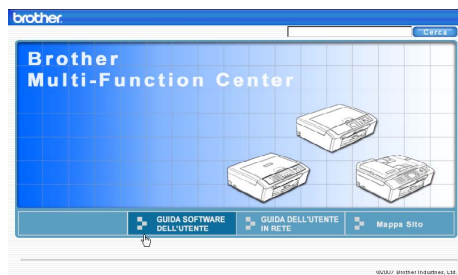 brother.
Cerca
Brother
Multi-Function Center
GUIDA SOFTWARE
DELL'UTENTE
GUIDA DELL'UTENTE
IN RETE
Mappa Sito
©2007 Brother Industries, Ltd.